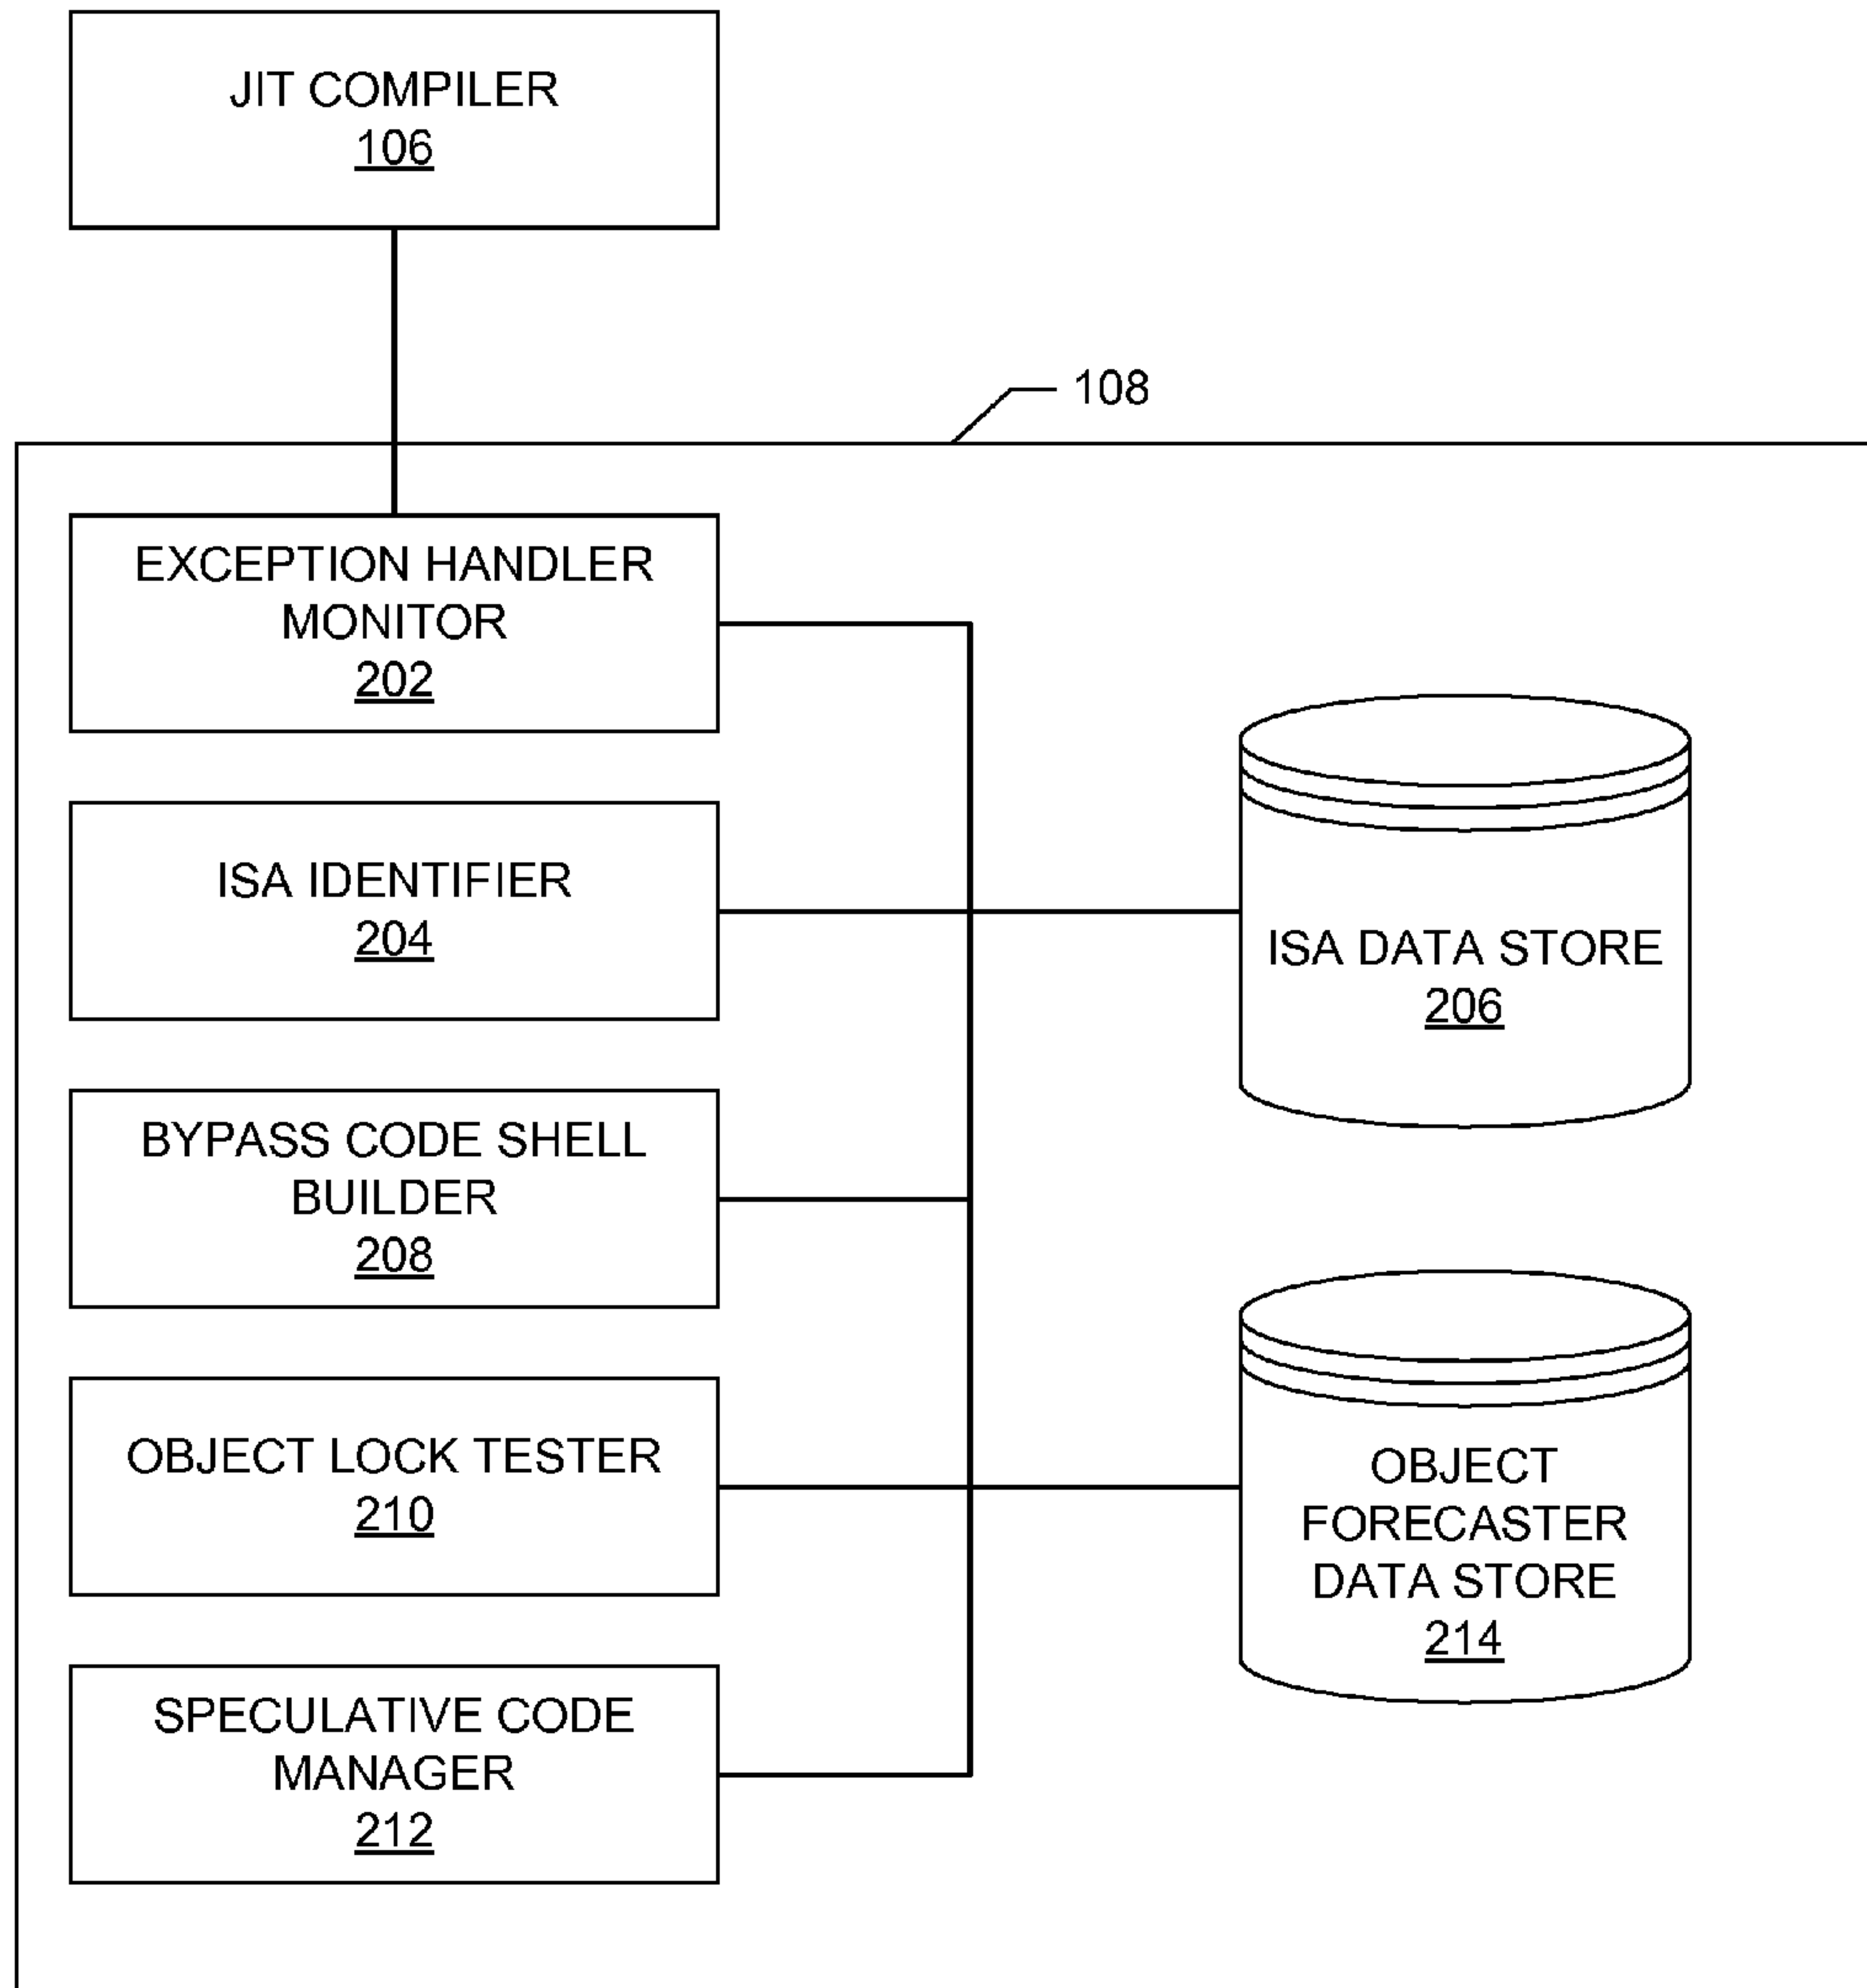 JIT COMPILER
106
108
EXCEPTION HANDLER
MONITOR
202
ISA IDENTIFIER
204
ISA DATA STORE
206
BYPASS CODE SHELL
BUILDER
208
OBJECT LOCK TESTER
210
OBJECT
FORECASTER
DATA STORE
214
SPECULATIVE CODE
MANAGER
212